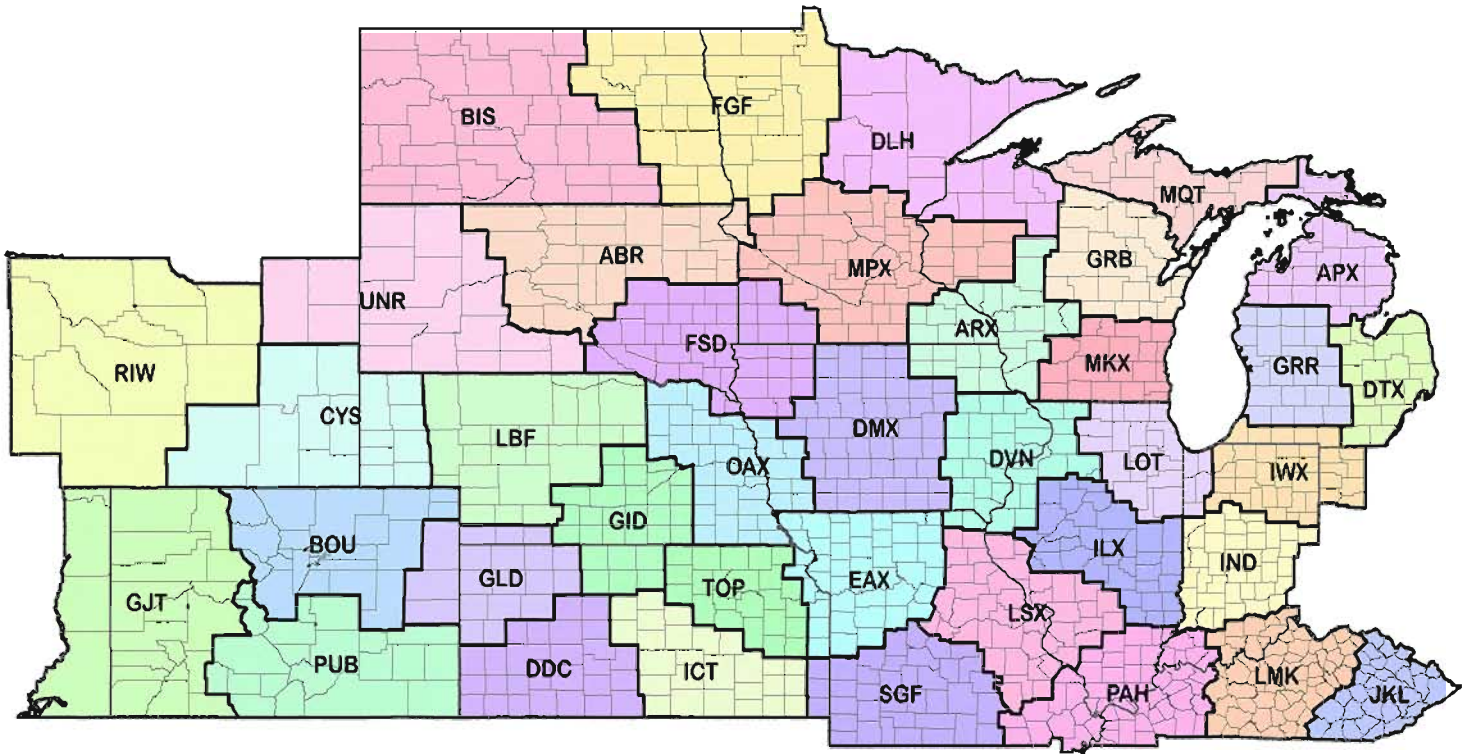 BIS
FGF
DLH
MQT
ABR
MPX
GRB
APX
UNR
ARX
FSD
MKX
GRR
RIW
DTX
CYS
LBF
DMX
OAX
DVN
LOT
IWX
GID
BOU
ILX
IND
GLD
TOP
EAX
GJT
LSX
PUB
DDC
ICT
SGF
PAH
LMK
JKL